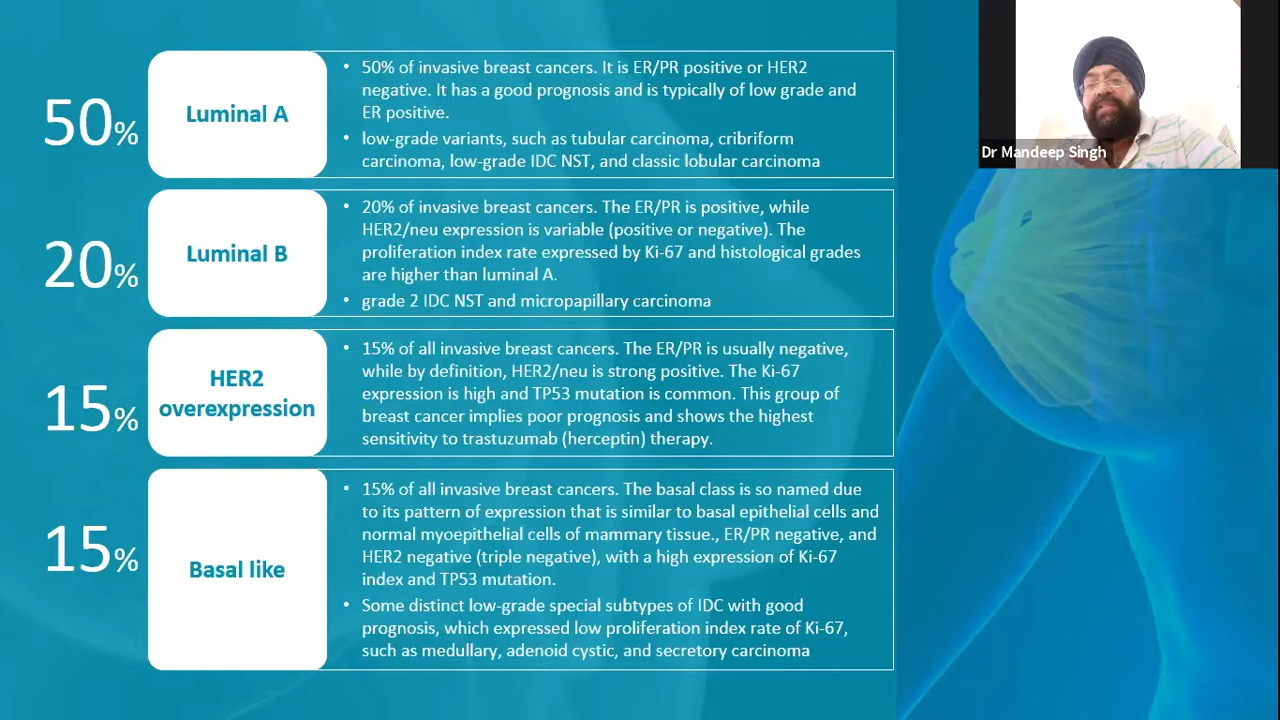 50%
Luminal A
• 50% of invasive breast cancers. It is ER/PR positive or HER2
negative. It has a good prognosis and is typically of low grade and
ER positive.
• low-grade variants, such as tubular carcinoma, cribriform
carcinoma, low-grade IDC NST, and classic lobular carcinoma
20%
Luminal B
• 20% of invasive breast cancers. The ER/PR is positive, while
HER2/neu expression is variable (positive or negative). The
proliferation index rate expressed by Ki-67 and histological grades
are higher than luminal A.
• grade 2 IDC NST and micropapillary carcinoma
15%
HER2
overexpression
• 15% of all invasive breast cancers. The ER/PR is usually negative,
while by definition, HER2/neu is strong positive. The Ki-67
expression is high and TP53 mutation is common. This group of
breast cancer implies poor prognosis and shows the highest
sensitivity to trastuzumab (herceptin) therapy.
15%
Basal like
• 15% of all invasive breast cancers. The basal class is so named due
to its pattern of expression that is similar to basal epithelial cells and
normal myoepithelial cells of mammary tissue., ER/PR negative, and
HER2 negative (triple negative), with a high expression of Ki-67
index and TP53 mutation.
• Some distinct low-grade special subtypes of IDC with good
prognosis, which expressed low proliferation index rate of Ki-67,
such as medullary, adenoid cystic, and secretory carcinoma
Dr Mandeep Singh